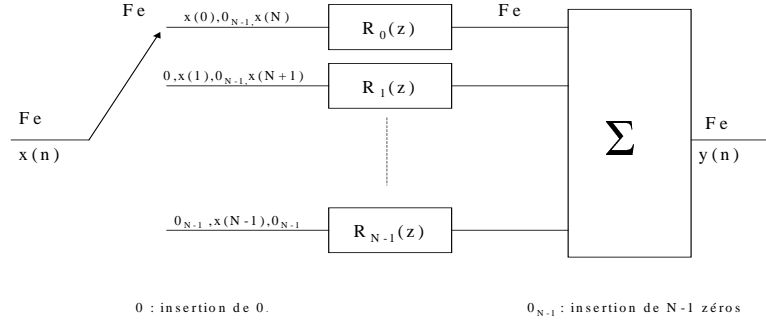 Fe
x(0),0N-1,x(N)
R0(z)
Fe
0,x(1),0N-1,x(N+1)
R1(z)
Fe
x(n)
Σ
Fe
y(n)
0N-1,x(N-1),0N-1
RN-1(z)
0 : insertion de 0.
0N-1 : insertion de N-1 zéros